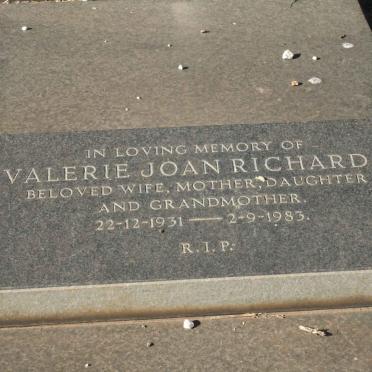 IN LOVING MEMORY OF
VALERIE JOAN RICHARD
BELOVED WIFE, MOTHER, DAUGHTER
AND GRANDMOTHER.
22-12-1931 — 2-9-1983.
R.I.P.